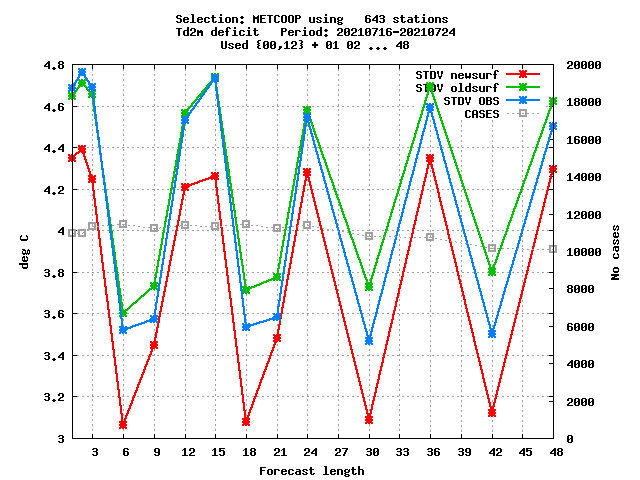 Selection: METCOOP using   643 stations
Td2m deficit   Period: 20210716-20210724
Used {00,12} + 01 02 ... 48
STDV newsurf
STDV oldsurf
STDV OBS
CASES
deg C
4.8
4.6
4.4
4.2
4
3.8
3.6
3.4
3.2
3
No cases
20000
18000
16000
14000
12000
10000
8000
6000
4000
2000
0
3 6 9 12 15 18 21 24 27 30 33 36 39 42 45 48
Forecast length